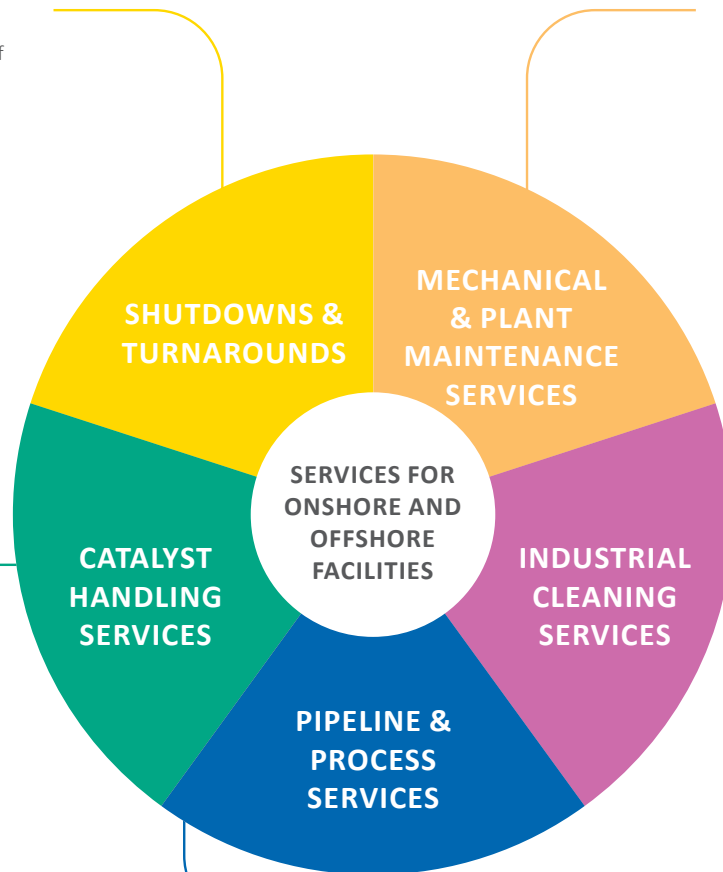 f
SHUTDOWNS &
TURNAROUNDS
MECHANICAL
& PLANT
MAINTENANCE
SERVICES
SERVICES FOR
ONSHORE AND
OFFSHORE
FACILITIES
CATALYST
HANDLING
SERVICES
INDUSTRIAL
CLEANING
SERVICES
PIPELINE &
PROCESS
SERVICES